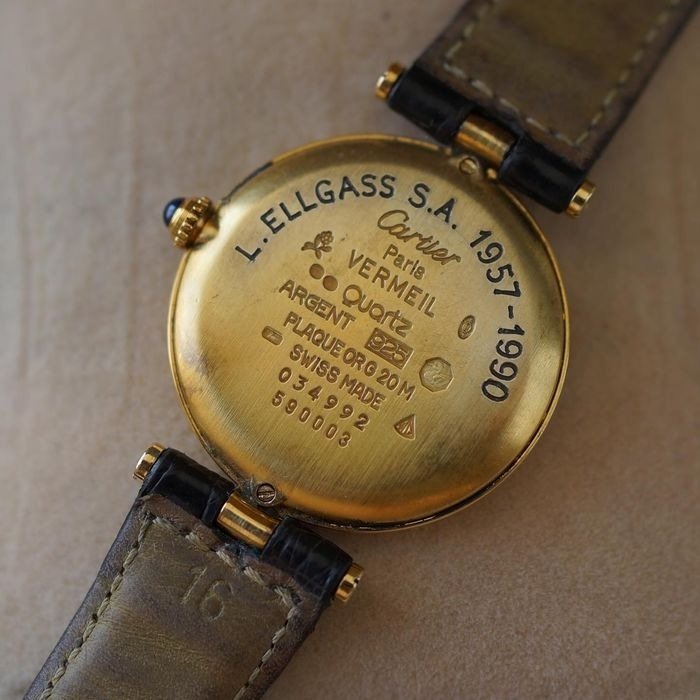 L. ELLGASS S.A. 1957-1990
Cartier
Paris
VERMEIL
Quartz
ARGENT 925
PLAQUE OR G 20 M
SWISS MADE
034992
590003
16